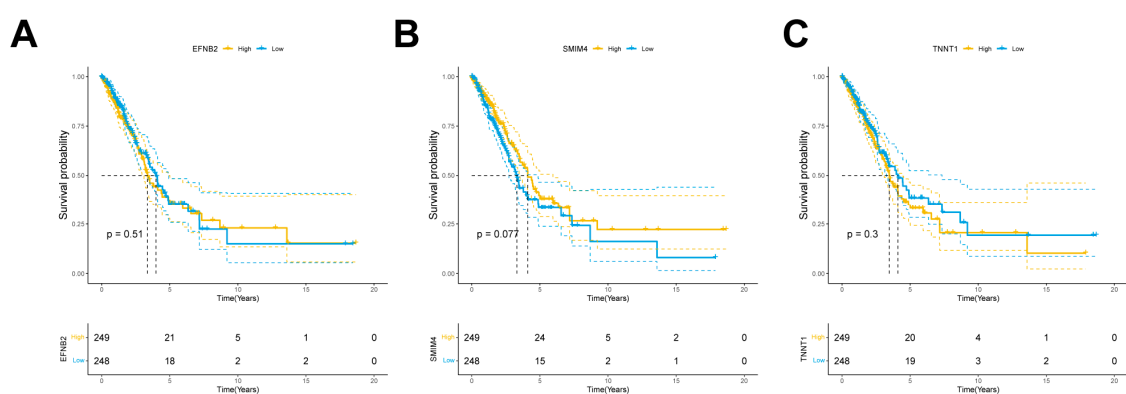 A
EFNB2 High Low
Survival probability
1.00
0.75
0.50
0.25
0.00
p = 0.51
0 5 10 15 20
Time(Years)
EFNB2
High 249 21 5 1 0
Low 248 18 2 2 0
0 5 10 15 20
Time(Years)
B
SMIM4 High Low
Survival probability
1.00
0.75
0.50
0.25
0.00
p = 0.077
0 5 10 15 20
Time(Years)
SMIM4
High 249 24 5 2 0
Low 248 15 2 1 0
0 5 10 15 20
Time(Years)
C
TNNT1 High Low
Survival probability
1.00
0.75
0.50
0.25
0.00
p = 0.3
0 5 10 15 20
Time(Years)
TNNT1
High 249 20 4 1 0
Low 248 19 3 2 0
0 5 10 15 20
Time(Years)